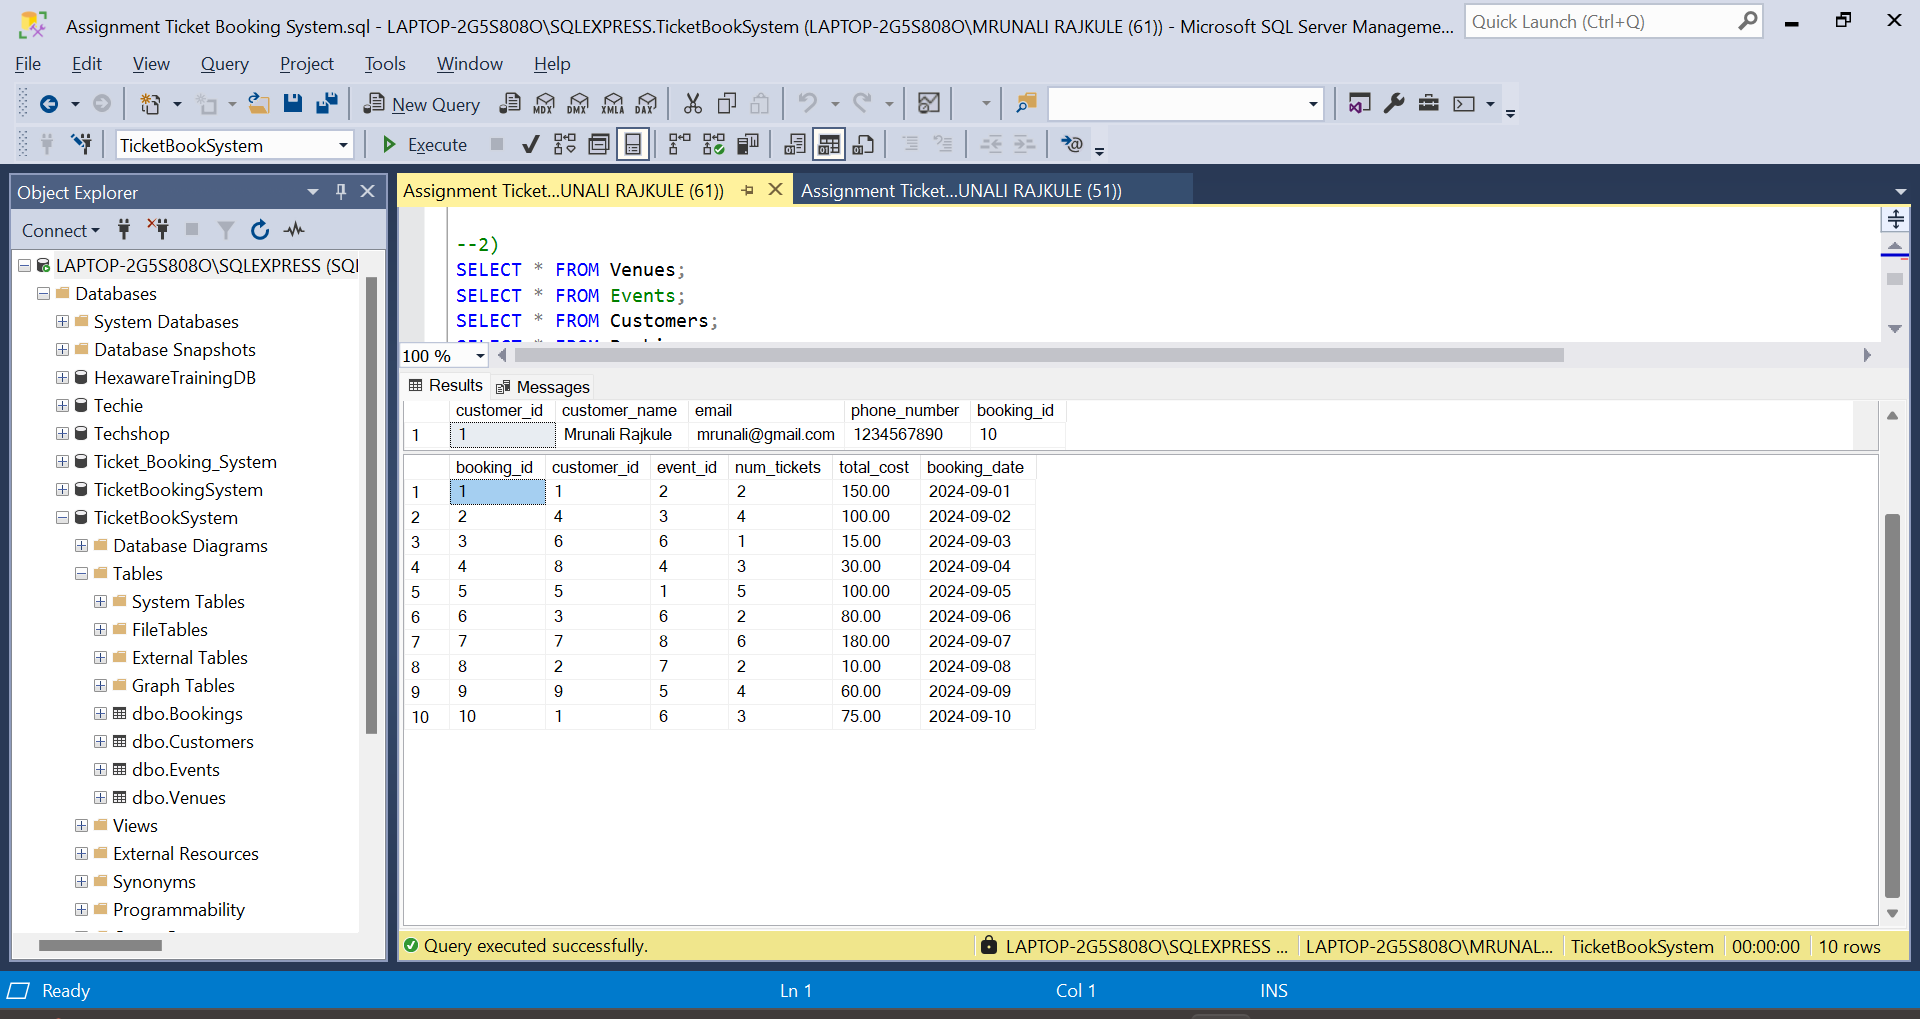 Assignment Ticket Booking System.sql - LAPTOP-2G5S808O\SQLEXPRESS.TicketBookSystem (LAPTOP-2G5S808O\MRUNALI RAJKULE (61)) - Microsoft SQL Server Manageme...
Quick Launch (Ctrl+Q)
File Edit View Query Project Tools Window Help
New Query MDX DMX XMLA DAX
TicketBookSystem Execute
Object Explorer
Connect
LAPTOP-2G5S808O\SQLEXPRESS (SQL
Databases
System Databases
Database Snapshots
HexawareTrainingDB
Techie
Techshop
Ticket_Booking_System
TicketBookingSystem
TicketBookSystem
Database Diagrams
Tables
System Tables
FileTables
External Tables
Graph Tables
dbo.Bookings
dbo.Customers
dbo.Events
dbo.Venues
Views
External Resources
Synonyms
Programmability
Assignment Ticket...UNALI RAJKULE (61)) Assignment Ticket...UNALI RAJKULE (51))
--2)
SELECT * FROM Venues;
SELECT * FROM Events;
SELECT * FROM Customers;
100 %
Results Messages
customer_id customer_name email phone_number booking_id
1 1 Mrunali Rajkule mrunali@gmail.com 1234567890 10
booking_id customer_id event_id num_tickets total_cost booking_date
1 1 1 2 2 150.00 2024-09-01
2 2 4 3 4 100.00 2024-09-02
3 3 6 6 1 15.00 2024-09-03
4 4 8 4 3 30.00 2024-09-04
5 5 5 1 5 100.00 2024-09-05
6 6 3 6 2 80.00 2024-09-06
7 7 7 8 6 180.00 2024-09-07
8 8 2 7 2 10.00 2024-09-08
9 9 9 5 4 60.00 2024-09-09
10 10 1 6 3 75.00 2024-09-10
Query executed successfully. LAPTOP-2G5S808O\SQLEXPRESS ... LAPTOP-2G5S808O\MRUNAL... TicketBookSystem 00:00:00 10 rows
Ready Ln 1 Col 1 INS